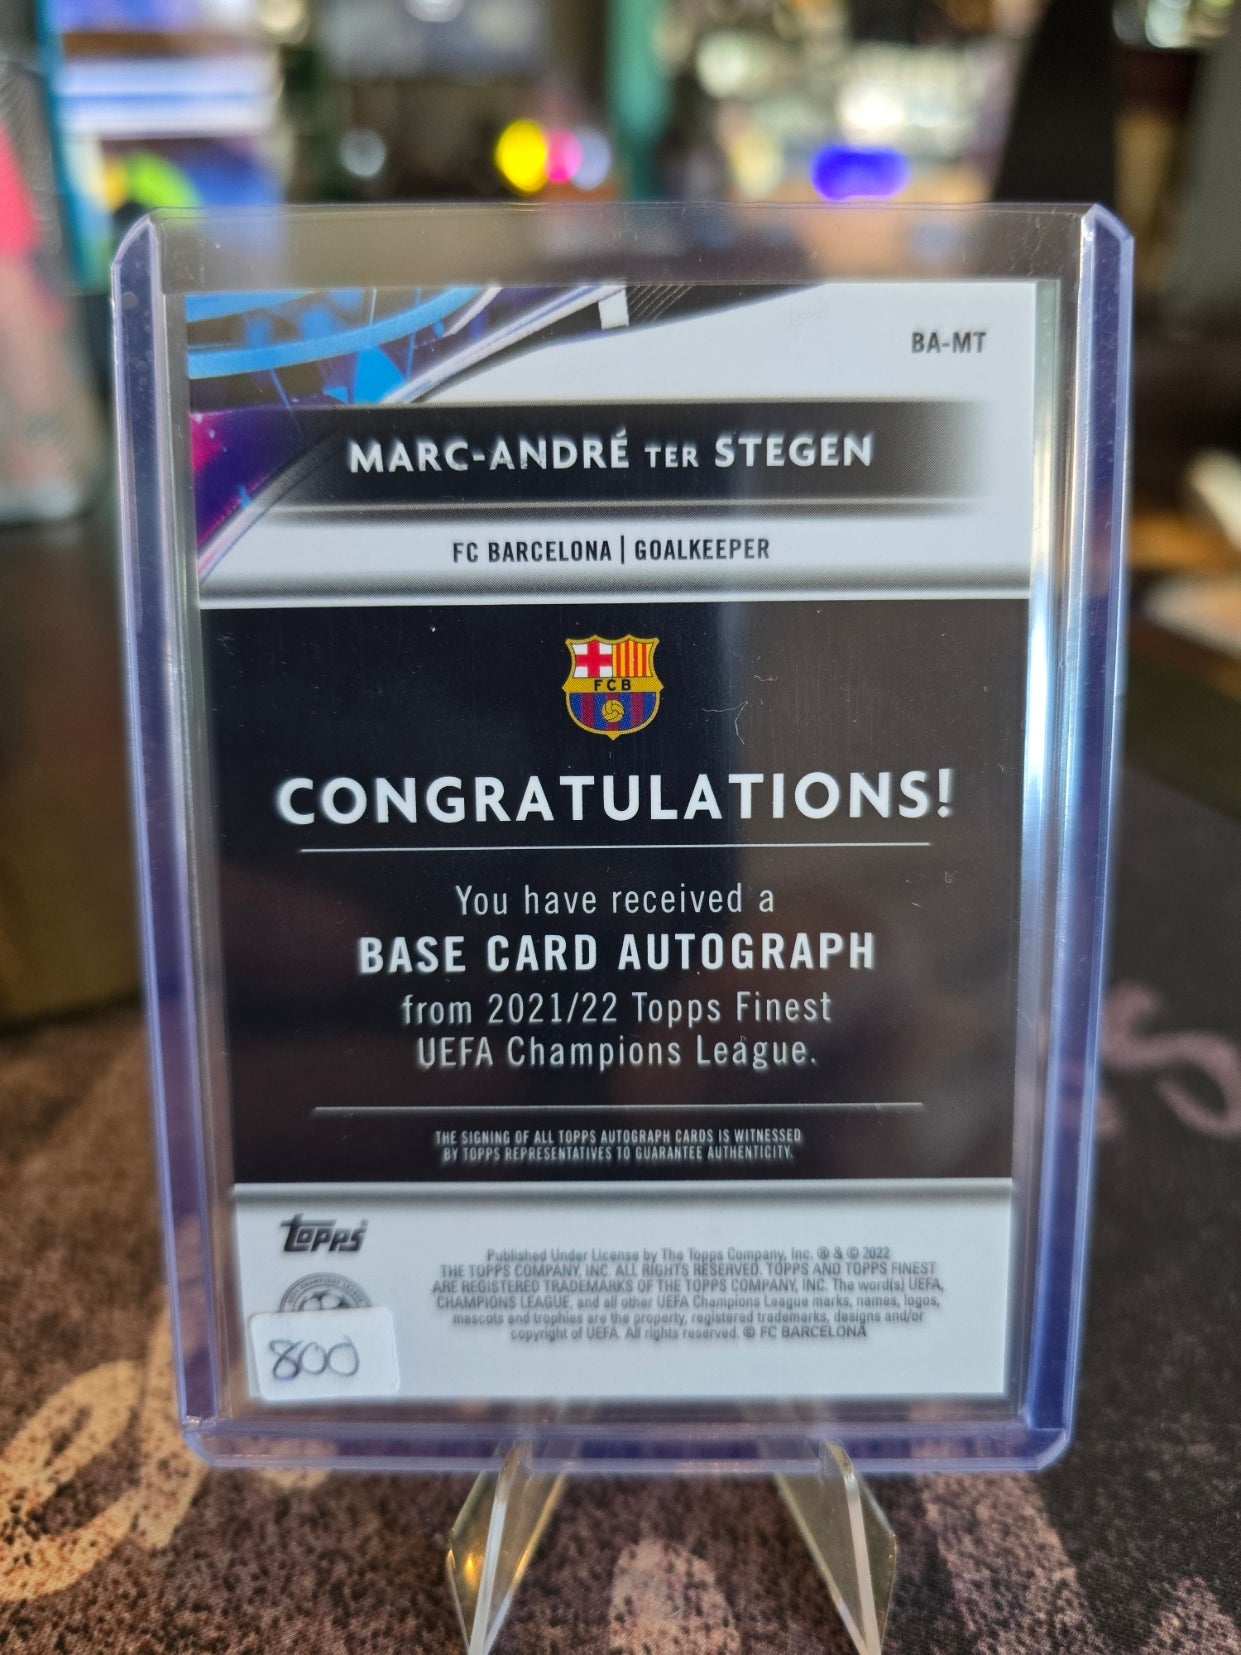 BA-MT
MARC-ANDRÉ TER STEGEN
FC BARCELONA | GOALKEEPER
FCB
CONGRATULATIONS!
You have received a
BASE CARD AUTOGRAPH
from 2021/22 Topps Finest
UEFA Champions League.
THE SIGNING OF ALL TOPPS AUTOGRAPH CARDS IS WITNESSED
BY TOPPS REPRESENTATIVES TO GUARANTEE AUTHENTICITY.
topps
Published Under License by The Topps Company, Inc. ® & © 2022
THE TOPPS COMPANY, INC. ALL RIGHTS RESERVED. TOPPS AND TOPPS FINEST
ARE REGISTERED TRADEMARKS OF THE TOPPS COMPANY, INC. The word(s) UEFA,
CHAMPIONS LEAGUE, and all other UEFA Champions League marks, names, logos,
mascots and trophies are the property, registered trademarks, designs and/or
copyright of UEFA. All rights reserved. © FC BARCELONA
800